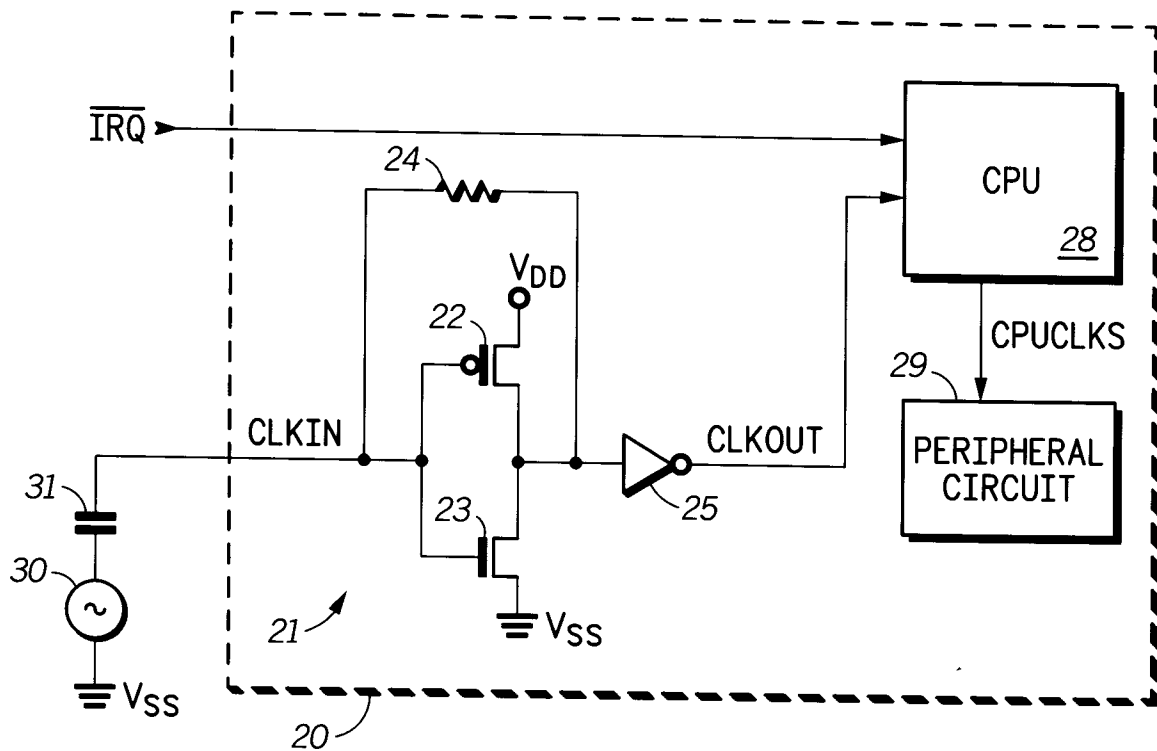 IRQ
24
CPU
28
VDD
22
CPUCLKS
29
CLKIN
CLKOUT
PERIPHERAL
CIRCUIT
31
23
25
30
~
21
VSS
VSS
20